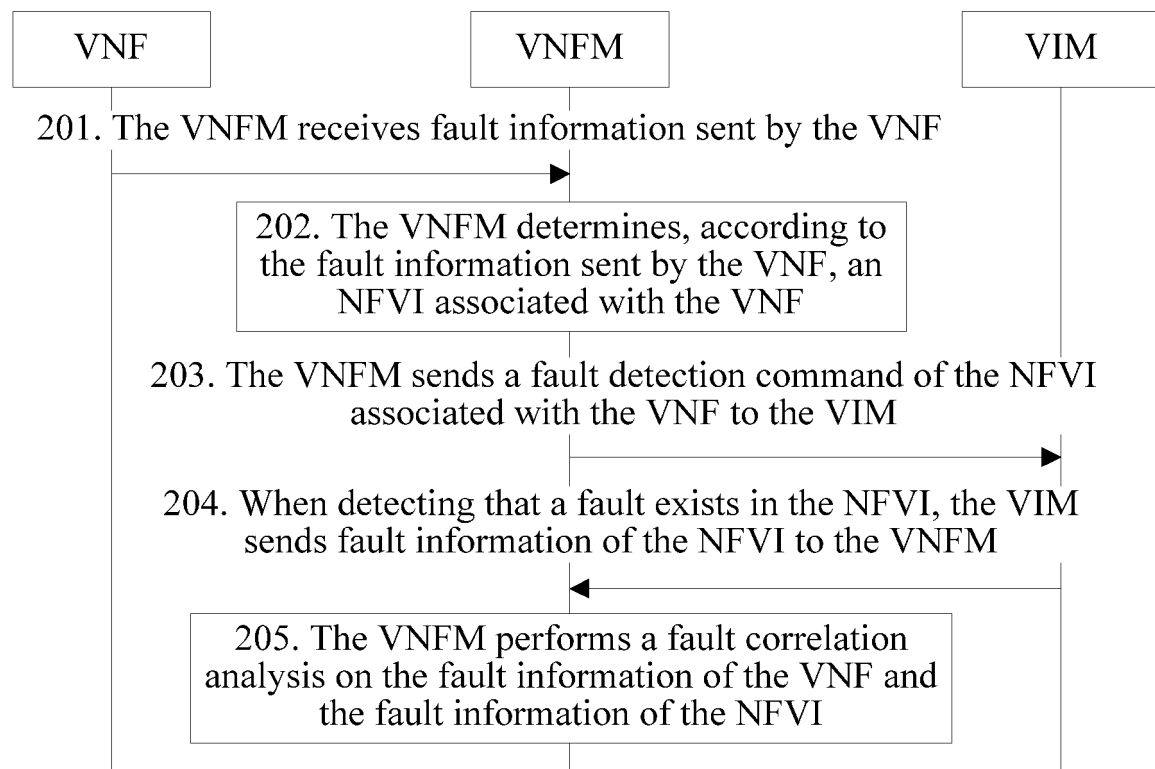 VNF
VNFM
VIM
201. The VNFM receives fault information sent by the VNF
202. The VNFM determines, according to
the fault information sent by the VNF, an
NFVI associated with the VNF
203. The VNFM sends a fault detection command of the NFVI
associated with the VNF to the VIM
204. When detecting that a fault exists in the NFVI, the VIM
sends fault information of the NFVI to the VNFM
205. The VNFM performs a fault correlation
analysis on the fault information of the VNF and
the fault information of the NFVI